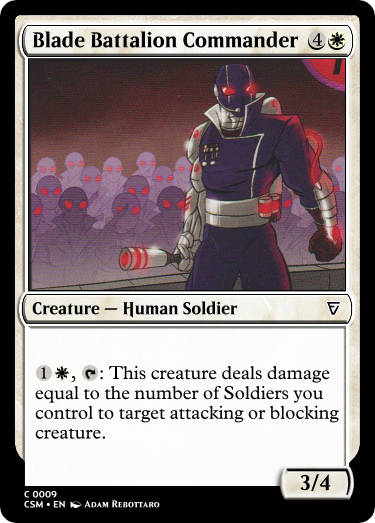 Blade Battalion Commander 4
Creature — Human Soldier
1, : This creature deals damage
equal to the number of Soldiers you
control to target attacking or blocking
creature.
3/4
C 0009
CSM • EN Adam Rebottaro